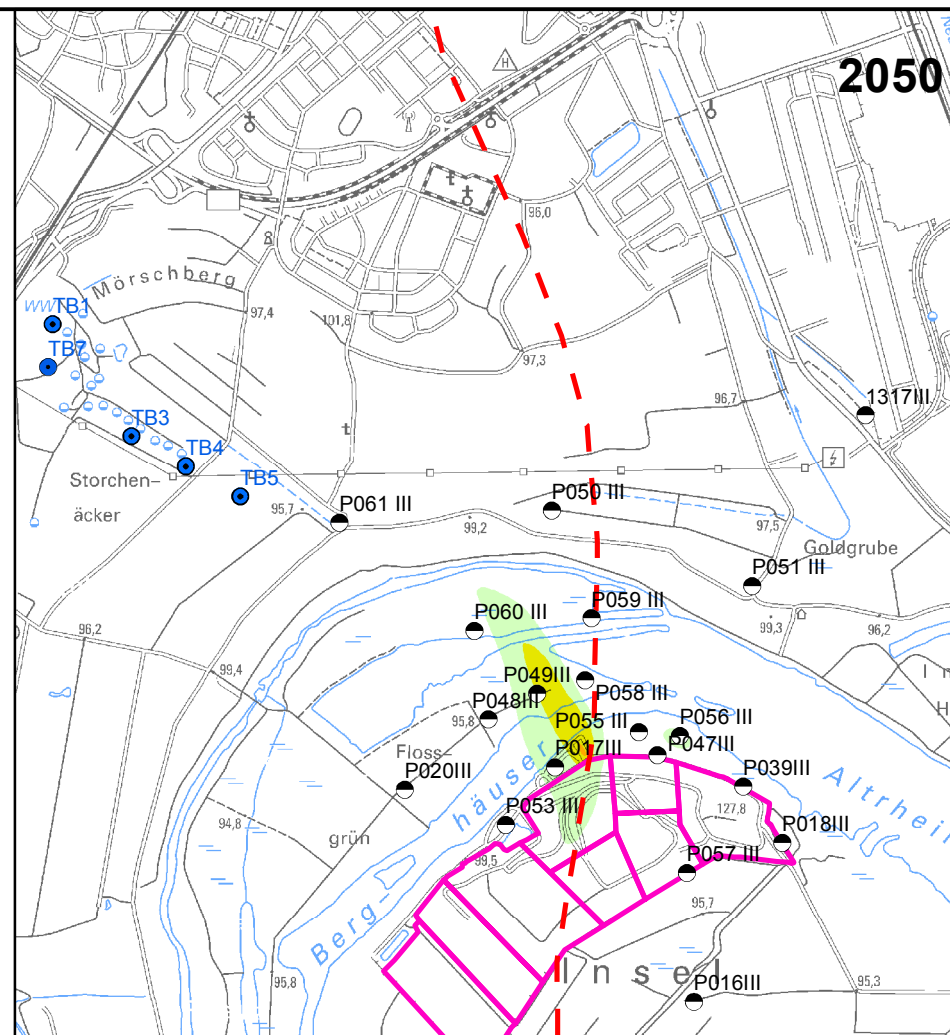 2050
H
96,0
Mörschberg
WW
TB1
97,4
101,8
TB7
97,3
96,7
1317III
TB3
TB4
Storchen-
TB5
äcker
95,7
P061 III
99,2
P050 III
97,5
Goldgrube
P051 III
P059 III
99,3
96,2
P060 III
96,2
99,4
P049III
P058 III
P048III
95,8
P055 III
P056 III
Floss-
P017III
P047III
P020III
P039III
Altrhei
häuser
P053 III
127,8
94,8
grün
P018III
99,5
P057 III
Berg-
95,7
Insel
95,8
P016III
95,3